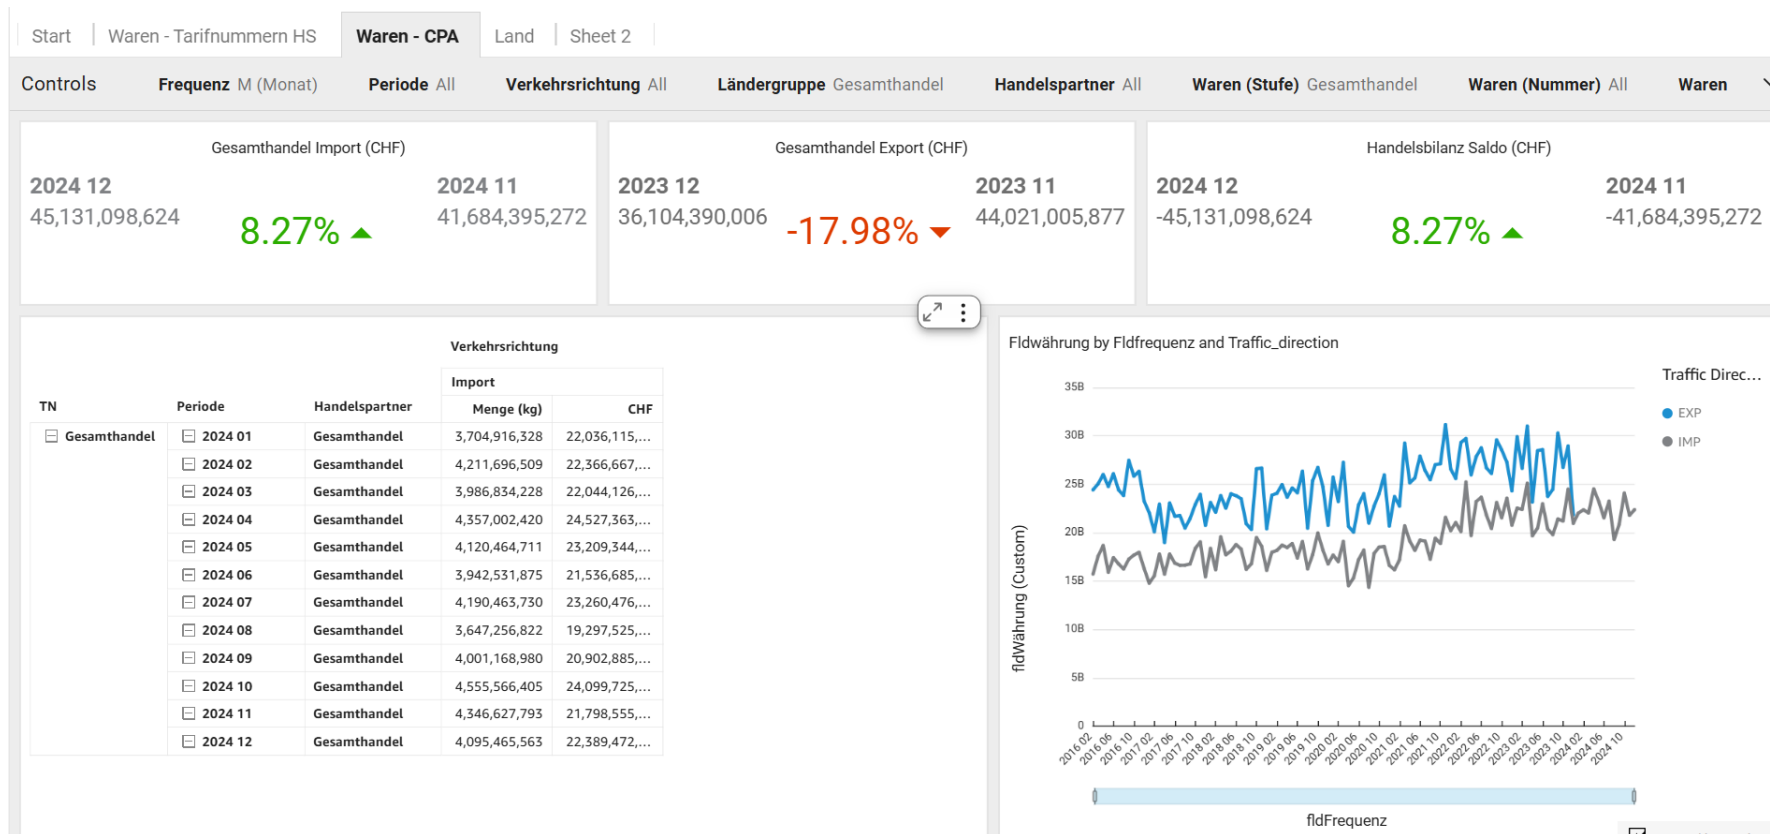 Start Waren - Tarifnummern HS Waren - CPA Land Sheet 2
Controls Frequenz M (Monat) Periode All Verkehrsrichtung All Ländergruppe Gesamthandel Handelspartner All Waren (Stufe) Gesamthandel Waren (Nummer) All Waren
Gesamthandel Import (CHF)
2024 12 2024 11
45,131,098,624 8.27% 41,684,395,272
Gesamthandel Export (CHF)
2023 12 2023 11
36,104,390,006 -17.98% 44,021,005,877
Handelsbilanz Saldo (CHF)
2024 12 2024 11
-45,131,098,624 8.27% -41,684,395,272
Verkehrsrichtung
Import
TN Periode Handelspartner Menge (kg) CHF
Gesamthandel 2024 01 Gesamthandel 3,704,916,328 22,036,115,...
2024 02 Gesamthandel 4,211,696,509 22,366,667,...
2024 03 Gesamthandel 3,986,834,228 22,044,126,...
2024 04 Gesamthandel 4,357,002,420 24,527,363,...
2024 05 Gesamthandel 4,120,464,711 23,209,344,...
2024 06 Gesamthandel 3,942,531,875 21,536,685,...
2024 07 Gesamthandel 4,190,463,730 23,260,476,...
2024 08 Gesamthandel 3,647,256,822 19,297,525,...
2024 09 Gesamthandel 4,001,168,980 20,902,885,...
2024 10 Gesamthandel 4,555,566,405 24,099,725,...
2024 11 Gesamthandel 4,346,627,793 21,798,555,...
2024 12 Gesamthandel 4,095,465,563 22,389,472,...
Fldwährung by Fldfrequenz and Traffic_direction
Traffic Direc...
EXP
IMP
fldWährung (Custom)
35B
30B
25B
20B
15B
10B
5B
0
2016 02 2016 06 2016 10 2017 02 2017 06 2017 10 2018 02 2018 06 2018 10 2019 02 2019 06 2019 10 2020 02 2020 06 2020 10 2021 02 2021 06 2021 10 2022 02 2022 06 2022 10 2023 02 2023 06 2023 10 2024 02 2024 06 2024 10
fldFrequenz